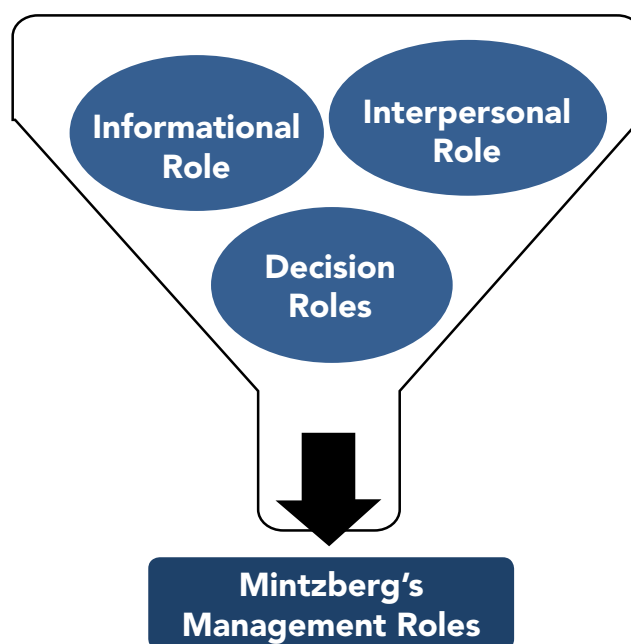 Informational
Role
Interpersonal
Role
Decision
Roles
Mintzberg’s
Management Roles